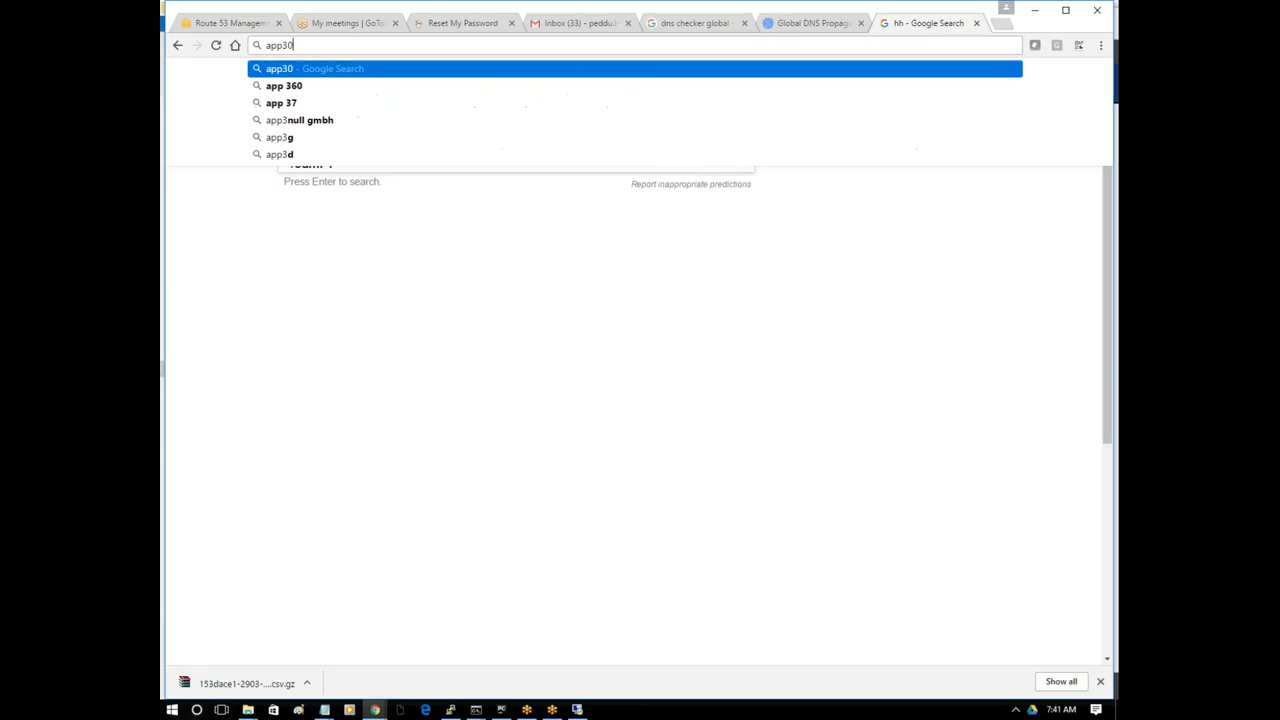 Route 53 Managem
My meetings | GoTo
Reset My Password
Inbox (33) - peddu.b
dns checker global -
Global DNS Propaga
hh - Google Search
app30
app30 - Google Search
app 360
app 37
app3null gmbh
app3g
app3d
Press Enter to search.
Report inappropriate predictions
153dace1-2903-....csv.gz
Show all
7:41 AM